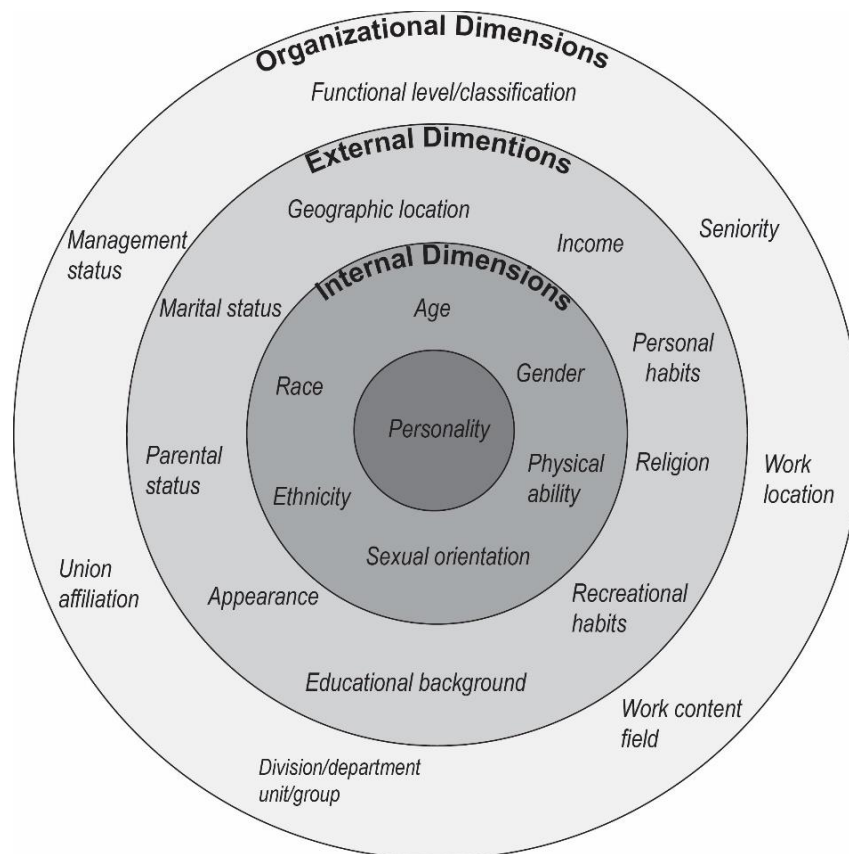 Organizational Dimensions
Functional level/classification
External Dimentions
Geographic location
Management
status
Income
Seniority
Internal Dimensions
Marital status
Age
Personal
habits
Race
Gender
Personality
Parental
status
Physical
ability
Religion
Work
location
Ethnicity
Sexual orientation
Union
affiliation
Appearance
Recreational
habits
Educational background
Work content
field
Division/department
unit/group